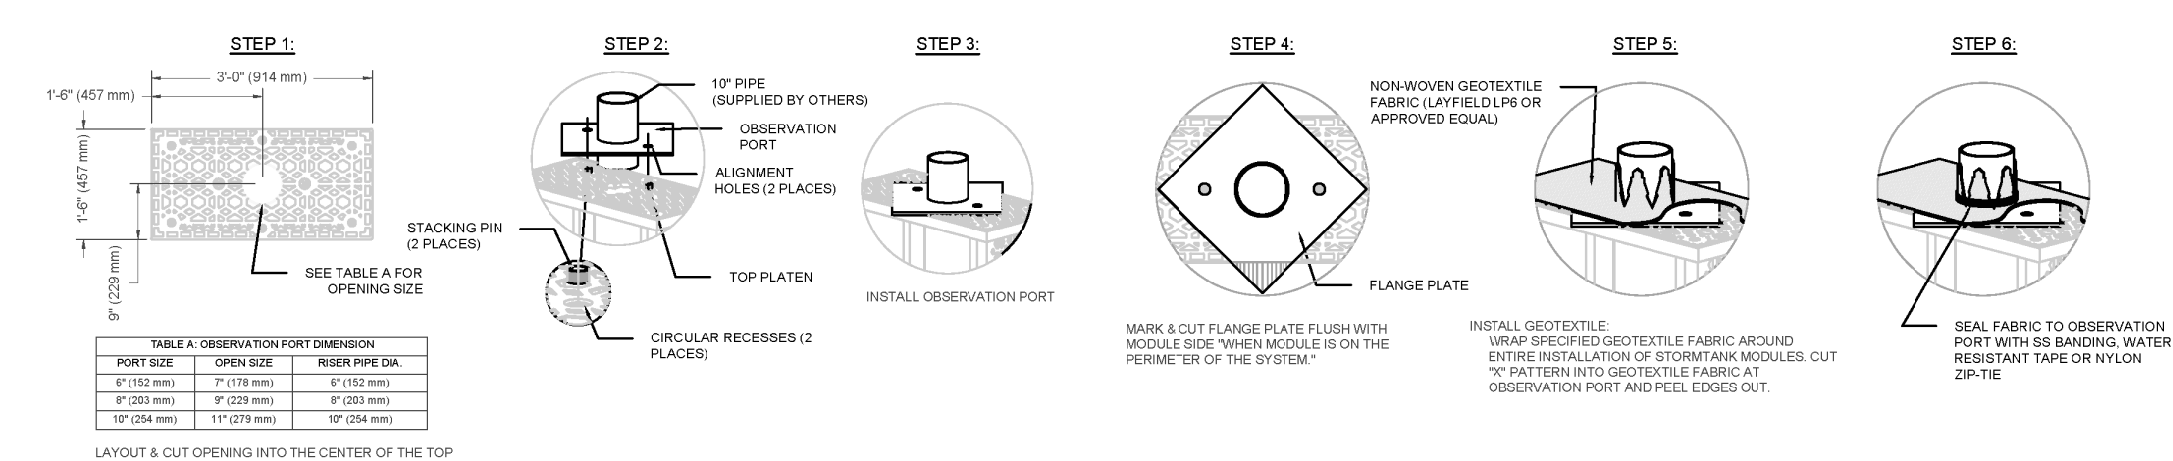 STEP 1:
3'-0" (914 mm)
1'-6" (457 mm)
1'-6" (457 mm)
9" (229 mm)
SEE TABLE A FOR
OPENING SIZE
TABLE A: OBSERVATION PORT DIMENSION
PORT SIZE OPEN SIZE RISER PIPE DIA.
6" (152 mm) 7" (178 mm) 6" (152 mm)
8" (203 mm) 9" (229 mm) 8" (203 mm)
10" (254 mm) 11" (279 mm) 10" (254 mm)
LAYOUT & CUT OPENING INTO THE CENTER OF THE TOP
STEP 2:
10" PIPE
(SUPPLIED BY OTHERS)
OBSERVATION
PORT
ALIGNMENT
HOLES (2 PLACES)
STACKING PIN
(2 PLACES)
TOP PLATEN
CIRCULAR RECESSES (2
PLACES)
STEP 3:
INSTALL OBSERVATION PORT
STEP 4:
FLANGE PLATE
MARK & CUT FLANGE PLATE FLUSH WITH
MODULE SIDE "WHEN MODULE IS ON THE
PERIMETER OF THE SYSTEM."
STEP 5:
NON-WOVEN GEOTEXTILE
FABRIC (LAYFIELD LP6 OR
APPROVED EQUAL)
INSTALL GEOTEXTILE:
WRAP SPECIFIED GEOTEXTILE FABRIC AROUND
ENTIRE INSTALLATION OF STORMTANK MODULES. CUT
"X" PATTERN INTO GEOTEXTILE FABRIC AT
OBSERVATION PORT AND PEEL EDGES OUT.
STEP 6:
SEAL FABRIC TO OBSERVATION
PORT WITH SS BANDING, WATER
RESISTANT TAPE OR NYLON
ZIP-TIE